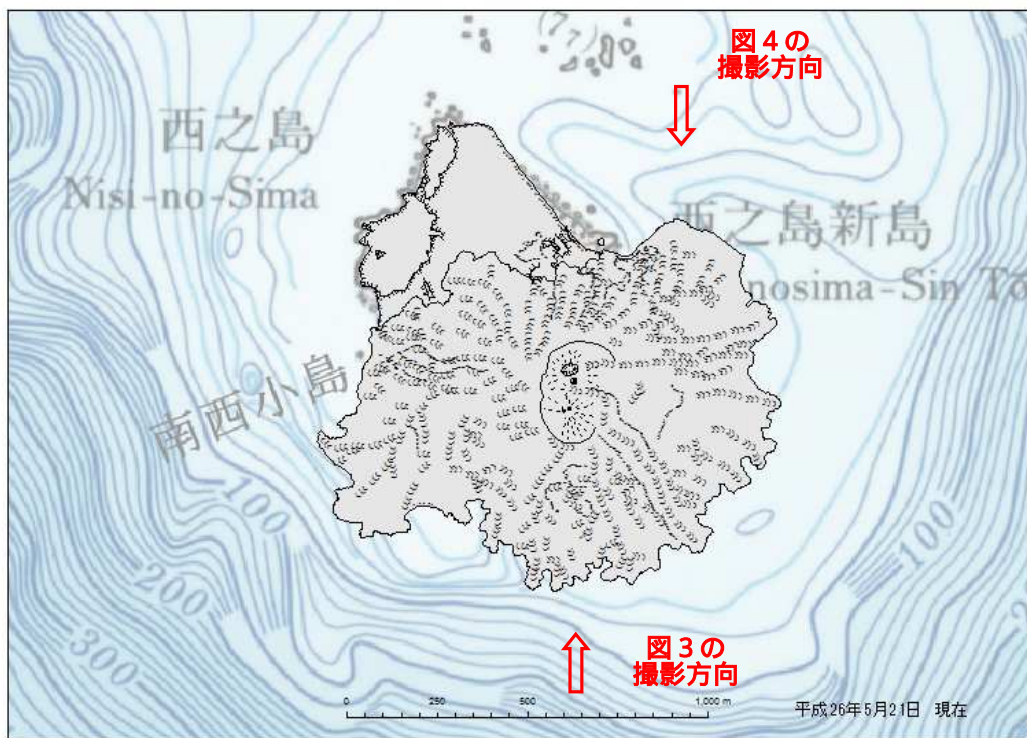 (77)
図４の
撮影方向
西之島
Nisi-no-Sima
西之島新島
nosima-Sin To
南西小島
100
200
300
100
図３の
撮影方向
0 250 500 1,000 m
平成26年5月21日 現在